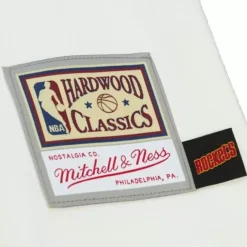 NBA
HARDWOOD
CLASSICS
NOSTALGIA CO.
Mitchell & Ness
PHILADELPHIA, PA.
ROCKETS